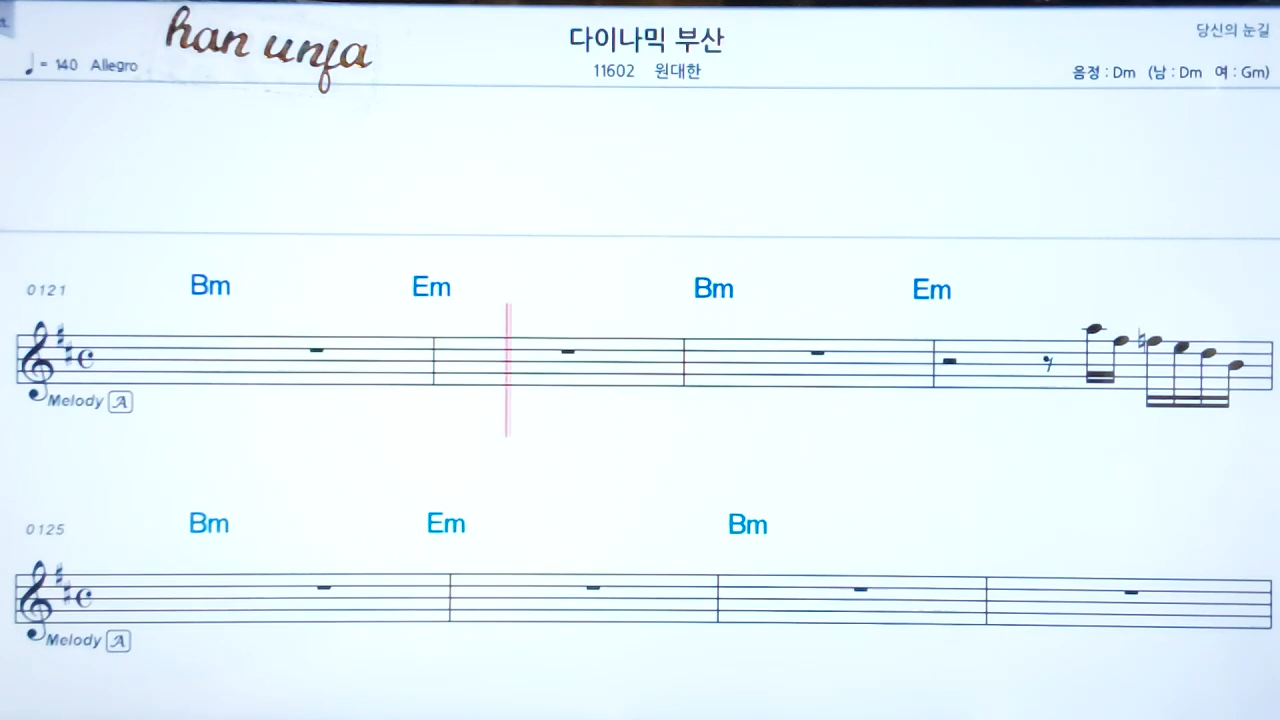 han unfa
다이나믹 부산
당신의 눈길
= 140 Allegro
11602 원대한
음정 : Dm (남 : Dm 여 : Gm)
0121 Bm Em Bm Em
Melody A
0125 Bm Em Bm
Melody A